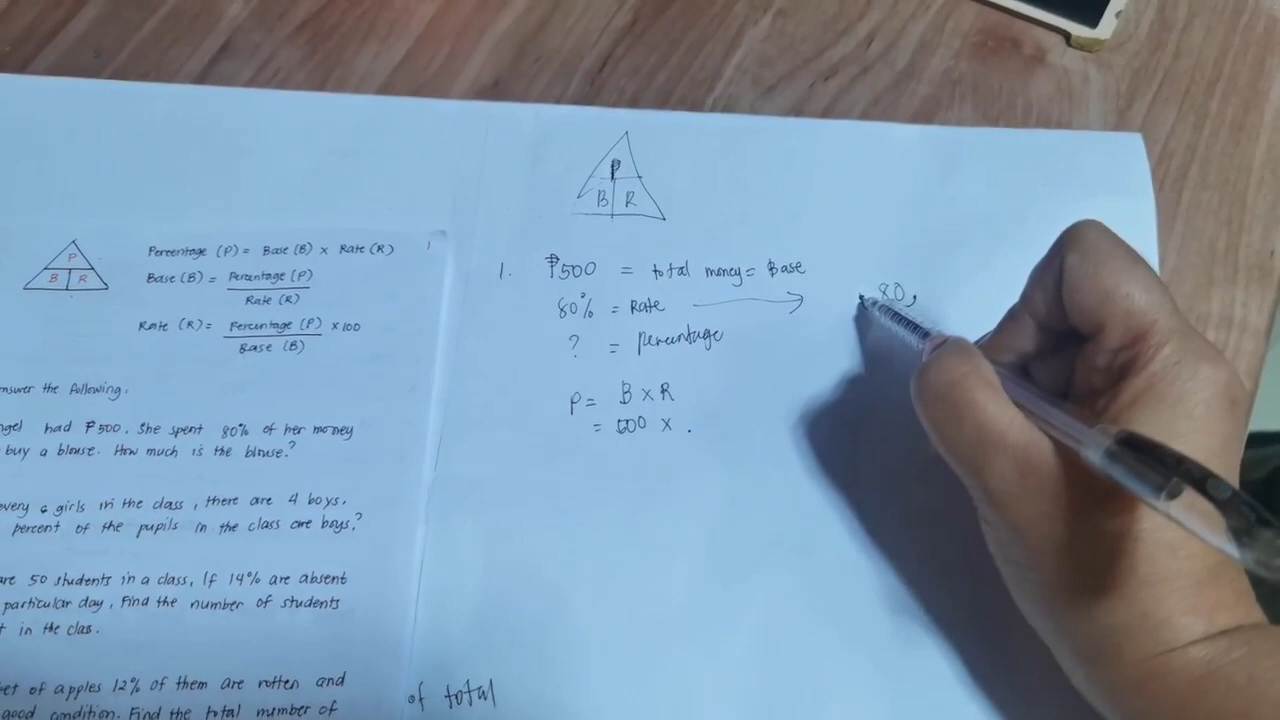 P
B R
Percentage (P) = Base (B) x Rate (R)
Base (B) = Percentage (P)
Rate (R)
Rate (R) = Percentage (P) x 100
Base (B)
nswer the following.
ngel had ₱500. She spent 80% of her money
buy a blouse. How much is the blouse?
every 6 girls in the class, there are 4 boys.
percent of the pupils in the class are boys?
are 50 students in a class, If 14% are absent
particular day, Find the number of students
t in the class.
et of apples 12% of them are rotten and
good condition. Find the total number of
P
B R
1. ₱500 = total money = Base
80% = Rate
? = percentage
P = B x R
= 500 x .
80
of total